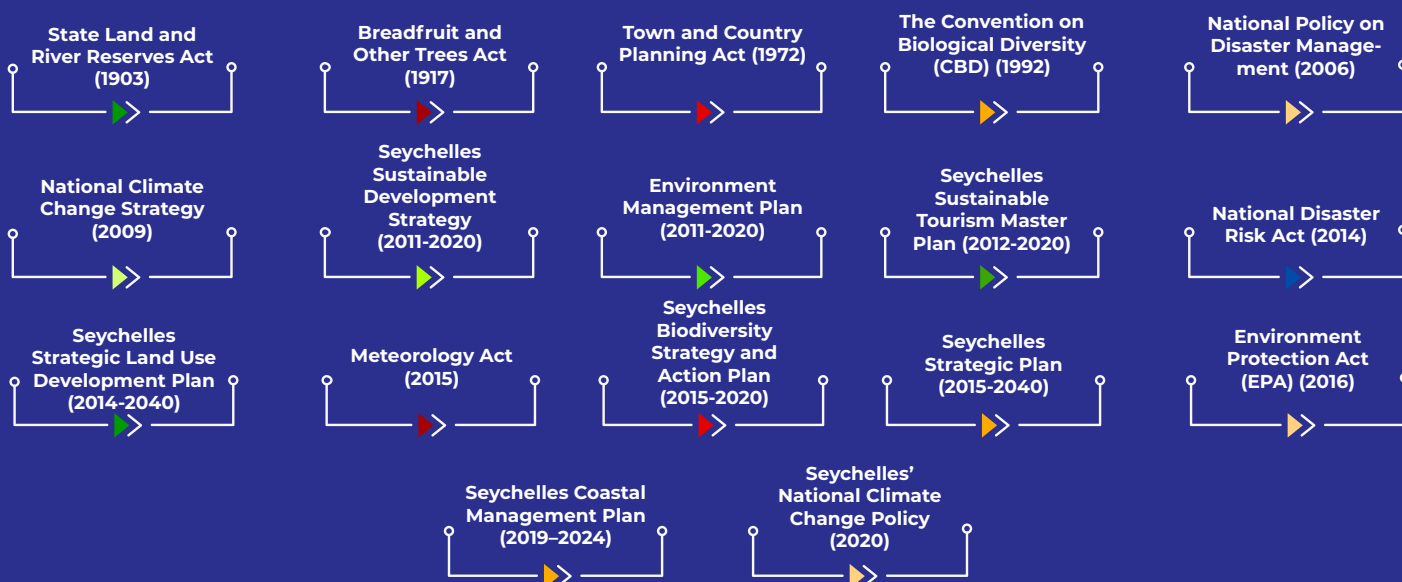 State Land and
River Reserves Act
(1903)
Breadfruit and
Other Trees Act
(1917)
Town and Country
Planning Act (1972)
The Convention on
Biological Diversity
(CBD) (1992)
National Policy on
Disaster Manage-
ment (2006)
National Climate
Change Strategy
(2009)
Seychelles
Sustainable
Development
Strategy
(2011-2020)
Environment
Management Plan
(2011-2020)
Seychelles
Sustainable
Tourism Master
Plan (2012-2020)
National Disaster
Risk Act (2014)
Seychelles
Strategic Land Use
Development Plan
(2014-2040)
Meteorology Act
(2015)
Seychelles
Biodiversity
Strategy and
Action Plan
(2015-2020)
Seychelles
Strategic Plan
(2015-2040)
Environment
Protection Act
(EPA) (2016)
Seychelles Coastal
Management Plan
(2019–2024)
Seychelles’
National Climate
Change Policy
(2020)